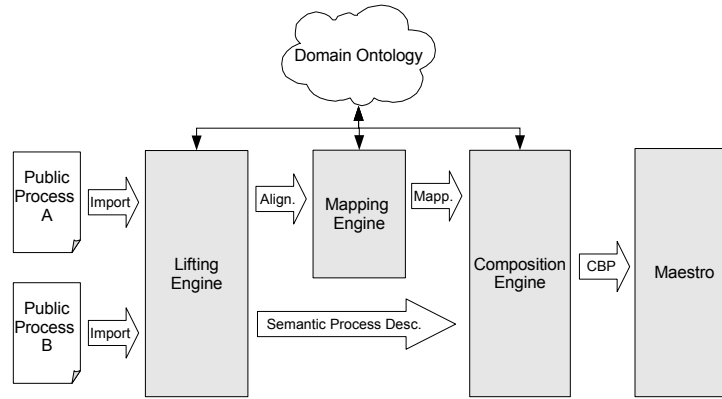 Domain Ontology
Public
Process
A
Import
Align.
Mapping
Engine
Mapp.
Lifting
Engine
Composition
Engine
CBP
Maestro
Public
Process
B
Import
Semantic Process Desc.